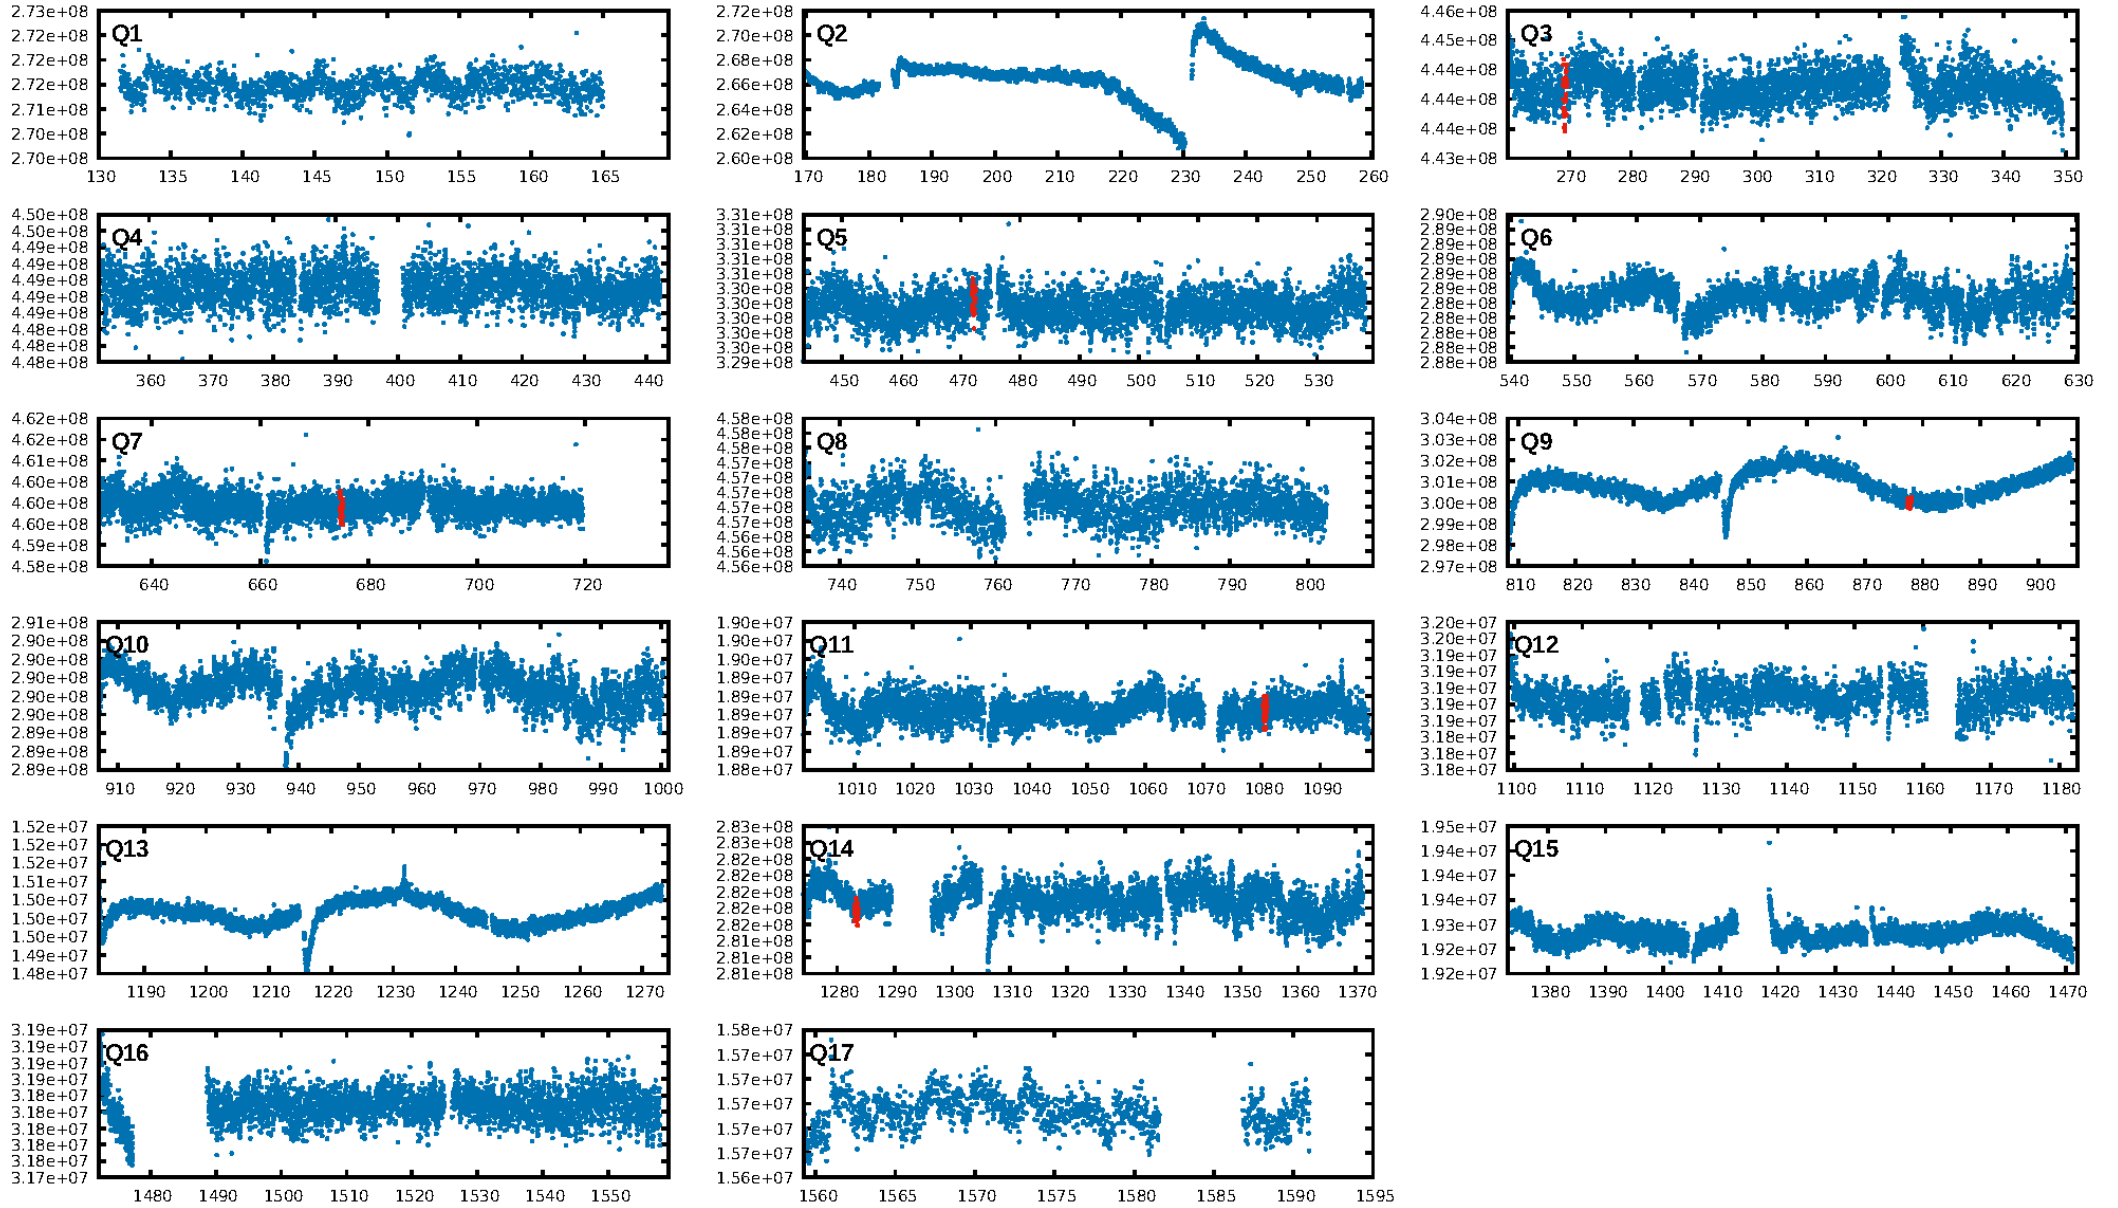 2.73e+08
2.72e+08
2.72e+08
2.72e+08
2.71e+08
2.70e+08
2.70e+08
Q1
130 135 140 145 150 155 160 165
2.72e+08
2.70e+08
2.68e+08
2.66e+08
2.64e+08
2.62e+08
2.60e+08
Q2
170 180 190 200 210 220 230 240 250 260
4.46e+08
4.45e+08
4.44e+08
4.44e+08
4.44e+08
4.43e+08
Q3
270 280 290 300 310 320 330 340 350
4.50e+08
4.50e+08
4.49e+08
4.49e+08
4.49e+08
4.49e+08
4.49e+08
4.48e+08
4.48e+08
4.48e+08
Q4
360 370 380 390 400 410 420 430 440
3.31e+08
3.31e+08
3.31e+08
3.31e+08
3.31e+08
3.30e+08
3.30e+08
3.30e+08
3.30e+08
3.30e+08
3.29e+08
Q5
450 460 470 480 490 500 510 520 530
2.90e+08
2.89e+08
2.89e+08
2.89e+08
2.89e+08
2.88e+08
2.88e+08
2.88e+08
2.88e+08
2.88e+08
2.88e+08
Q6
540 550 560 570 580 590 600 610 620 630
4.62e+08
4.62e+08
4.61e+08
4.60e+08
4.60e+08
4.60e+08
4.59e+08
4.58e+08
Q7
640 660 680 700 720
4.58e+08
4.58e+08
4.58e+08
4.57e+08
4.57e+08
4.57e+08
4.57e+08
4.57e+08
4.56e+08
4.56e+08
4.56e+08
Q8
740 750 760 770 780 790 800
3.04e+08
3.03e+08
3.02e+08
3.01e+08
3.00e+08
2.99e+08
2.98e+08
2.97e+08
Q9
810 820 830 840 850 860 870 880 890 900
2.91e+08
2.90e+08
2.90e+08
2.90e+08
2.90e+08
2.90e+08
2.89e+08
2.89e+08
Q10
910 920 930 940 950 960 970 980 990 1000
1.90e+07
1.90e+07
1.90e+07
1.89e+07
1.89e+07
1.89e+07
1.89e+07
1.89e+07
1.88e+07
Q11
1010 1020 1030 1040 1050 1060 1070 1080 1090
3.20e+07
3.20e+07
3.19e+07
3.19e+07
3.19e+07
3.19e+07
3.19e+07
3.19e+07
3.18e+07
3.18e+07
Q12
1100 1110 1120 1130 1140 1150 1160 1170 1180
1.52e+07
1.52e+07
1.51e+07
1.51e+07
1.50e+07
1.50e+07
1.49e+07
1.48e+07
Q13
1190 1200 1210 1220 1230 1240 1250 1260 1270
2.83e+08
2.83e+08
2.82e+08
2.82e+08
2.82e+08
2.82e+08
2.82e+08
2.81e+08
2.81e+08
2.81e+08
Q14
1280 1290 1300 1310 1320 1330 1340 1350 1360 1370
1.95e+07
1.94e+07
1.94e+07
1.93e+07
1.93e+07
1.92e+07
1.92e+07
Q15
1380 1390 1400 1410 1420 1430 1440 1450 1460 1470
3.19e+07
3.19e+07
3.19e+07
3.19e+07
3.19e+07
3.18e+07
3.18e+07
3.18e+07
3.18e+07
3.17e+07
Q16
1480 1490 1500 1510 1520 1530 1540 1550
1.58e+07
1.57e+07
1.57e+07
1.57e+07
1.57e+07
1.57e+07
1.56e+07
Q17
1560 1565 1570 1575 1580 1585 1590 1595